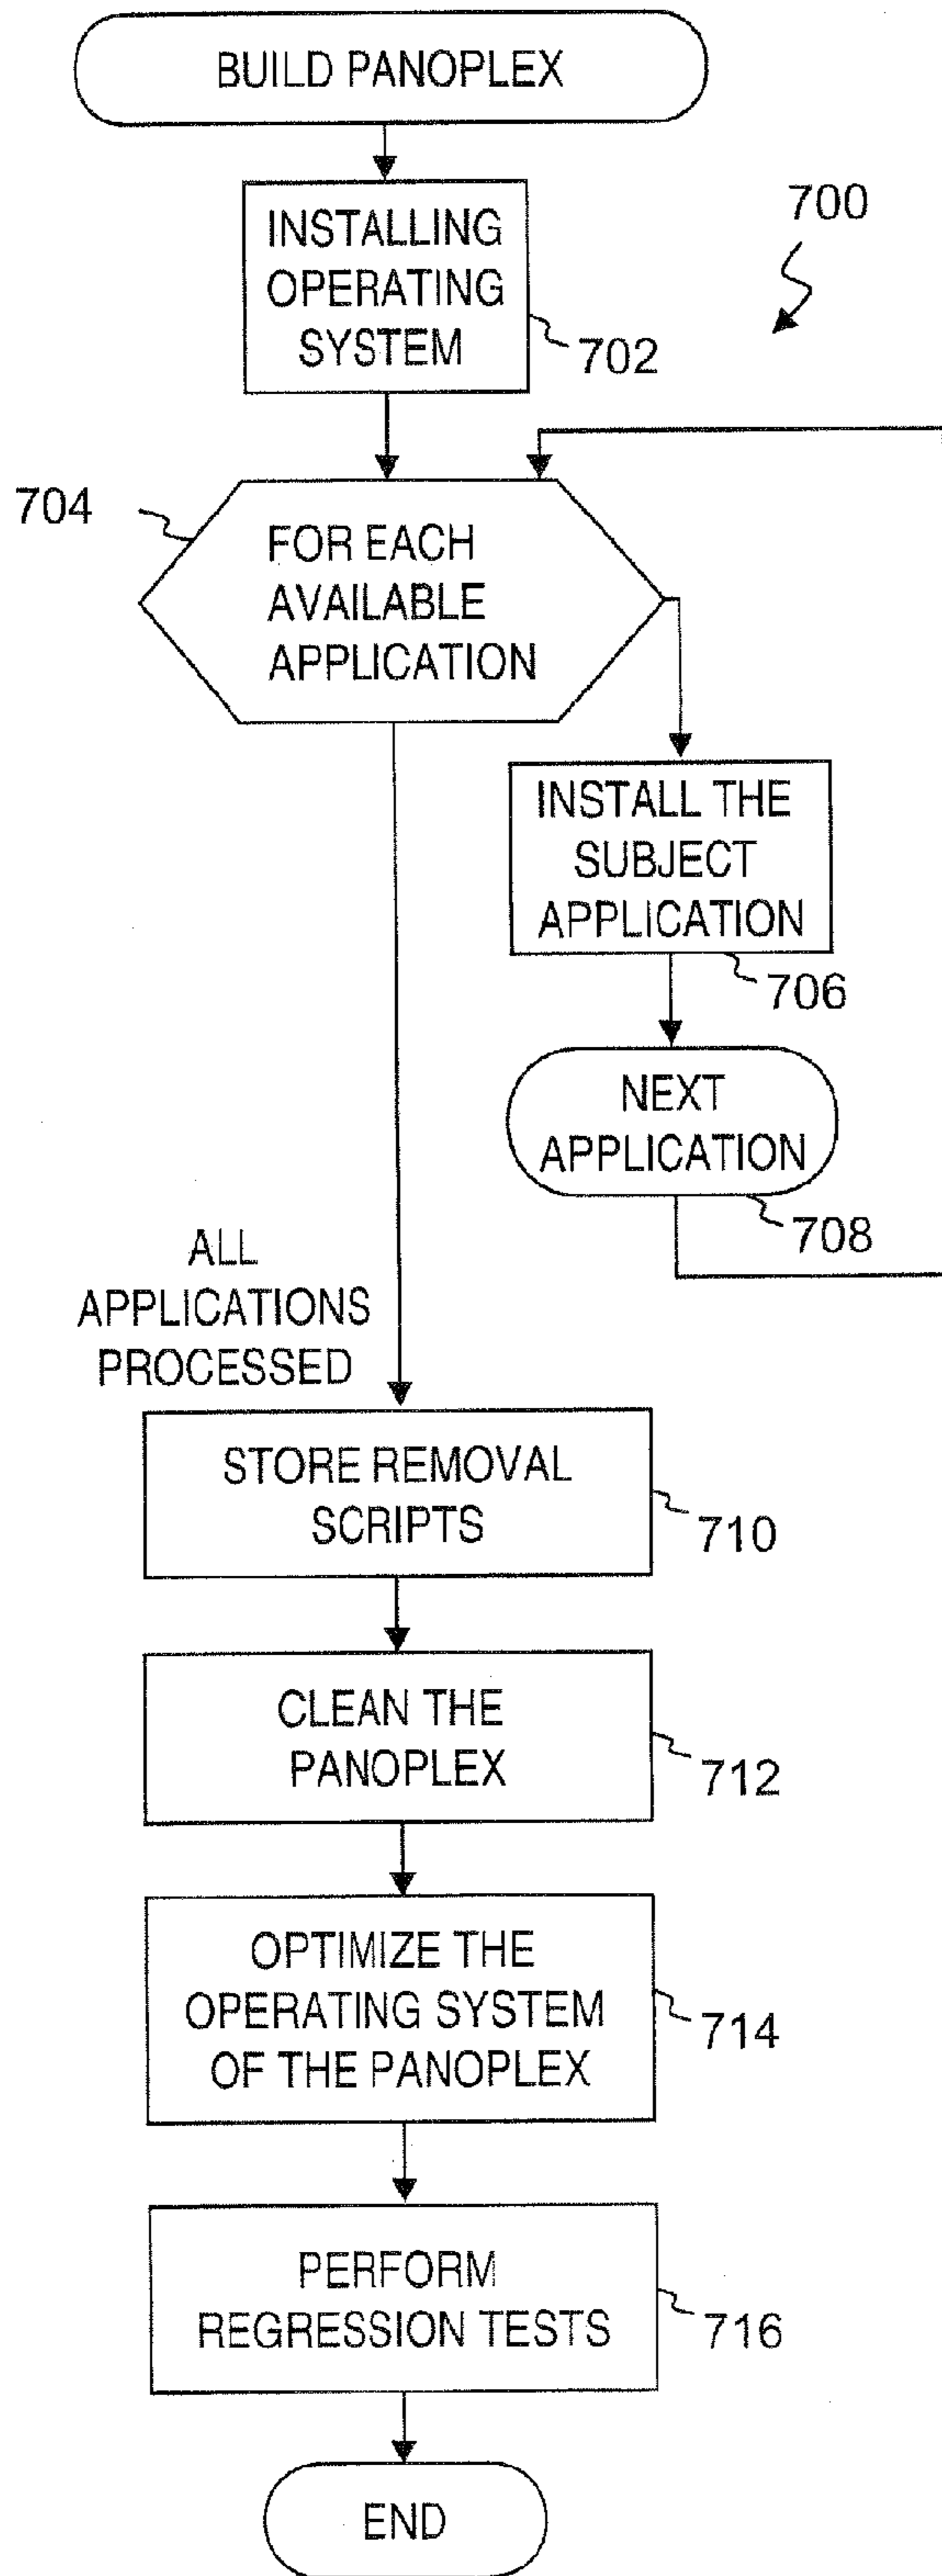 BUILD PANOPLEX
700
INSTALLING
OPERATING
SYSTEM
702
704
FOR EACH
AVAILABLE
APPLICATION
INSTALL THE
SUBJECT
APPLICATION
706
NEXT
APPLICATION
708
ALL
APPLICATIONS
PROCESSED
STORE REMOVAL
SCRIPTS
710
CLEAN THE
PANOPLEX
712
OPTIMIZE THE
OPERATING SYSTEM
OF THE PANOPLEX
714
PERFORM
REGRESSION TESTS
716
END